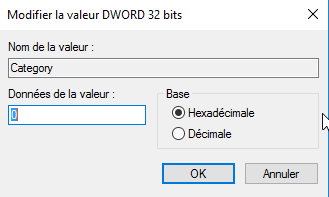 Modifier la valeur DWORD 32 bits
Nom de la valeur :
Category
Données de la valeur :
0
Base
Hexadécimale
Décimale
OK
Annuler